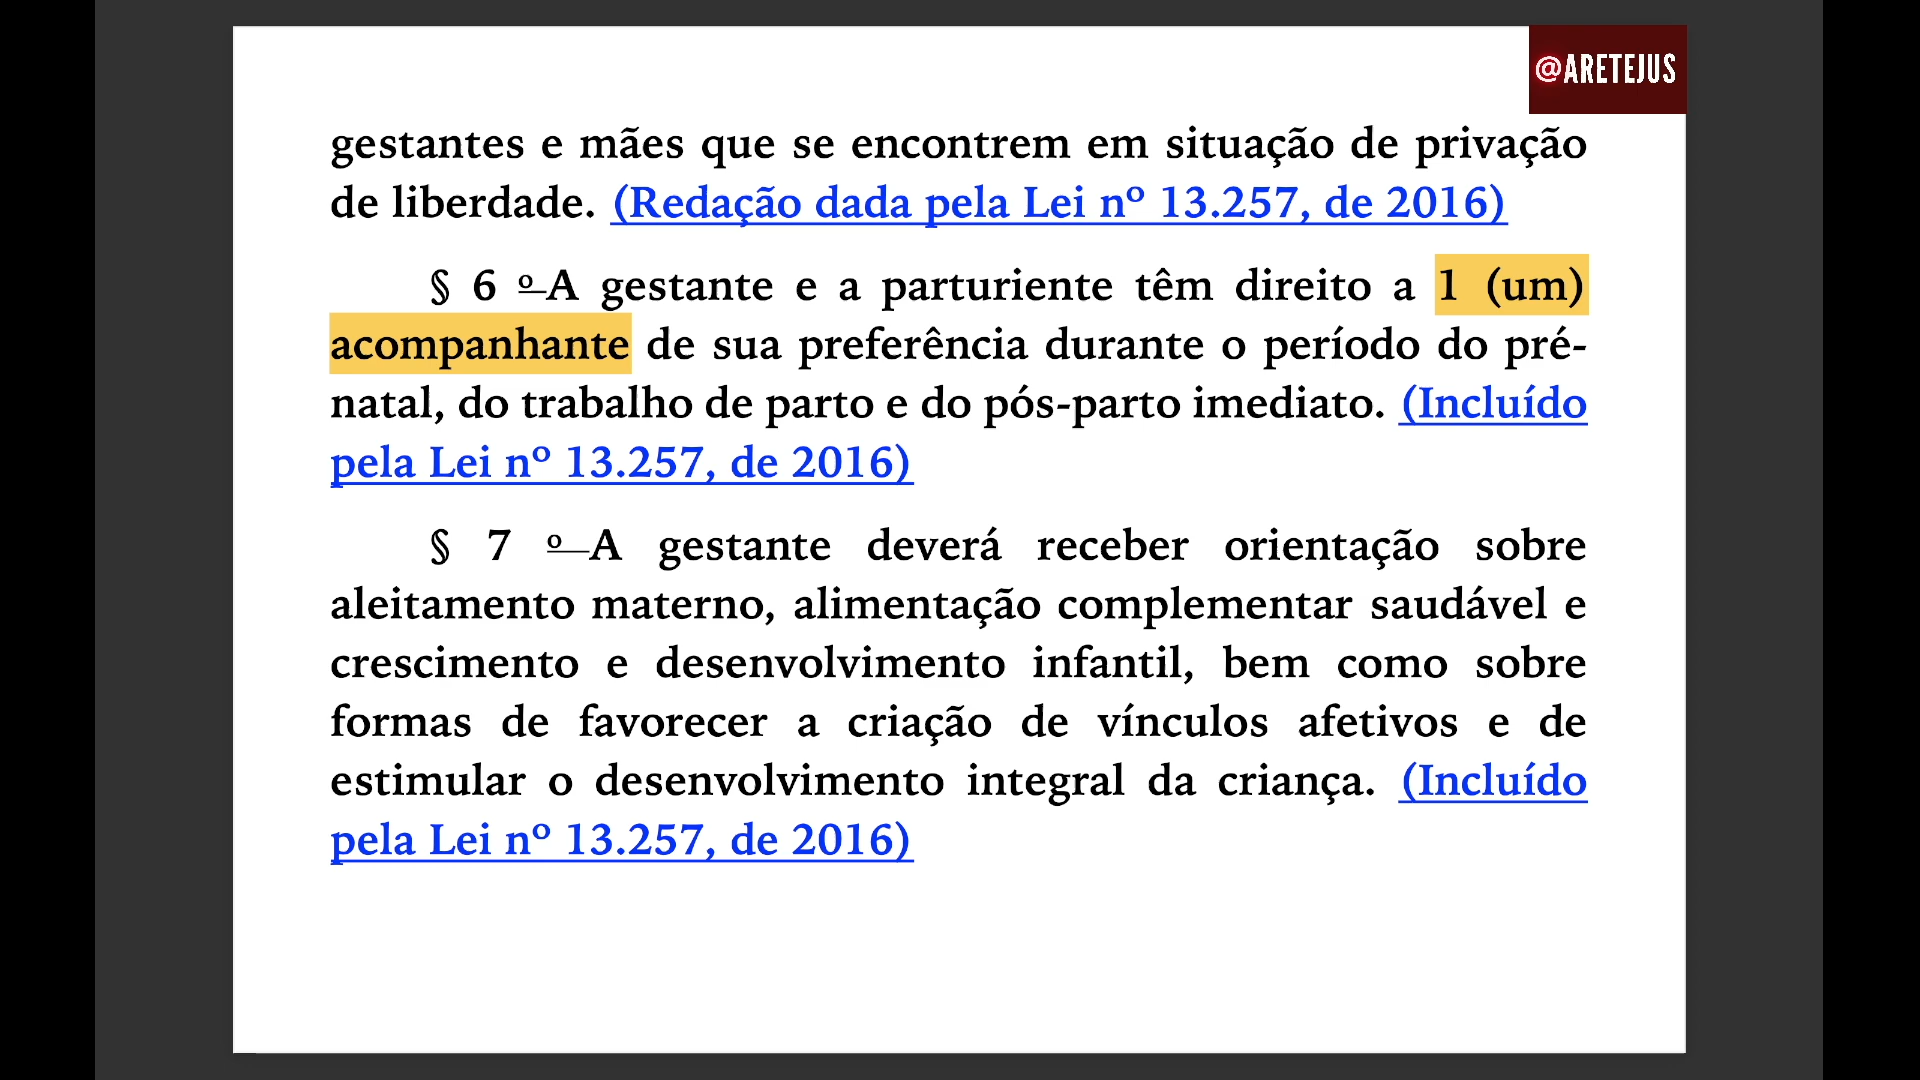 @ARETEJUS
gestantes e mães que se encontrem em situação de privação
de liberdade. (Redação dada pela Lei nº 13.257, de 2016)
§ 6 º A gestante e a parturiente têm direito a 1 (um)
acompanhante de sua preferência durante o período do pré-
natal, do trabalho de parto e do pós-parto imediato. (Incluído
pela Lei nº 13.257, de 2016)
§ 7 º A gestante deverá receber orientação sobre
aleitamento materno, alimentação complementar saudável e
crescimento e desenvolvimento infantil, bem como sobre
formas de favorecer a criação de vínculos afetivos e de
estimular o desenvolvimento integral da criança. (Incluído
pela Lei nº 13.257, de 2016)